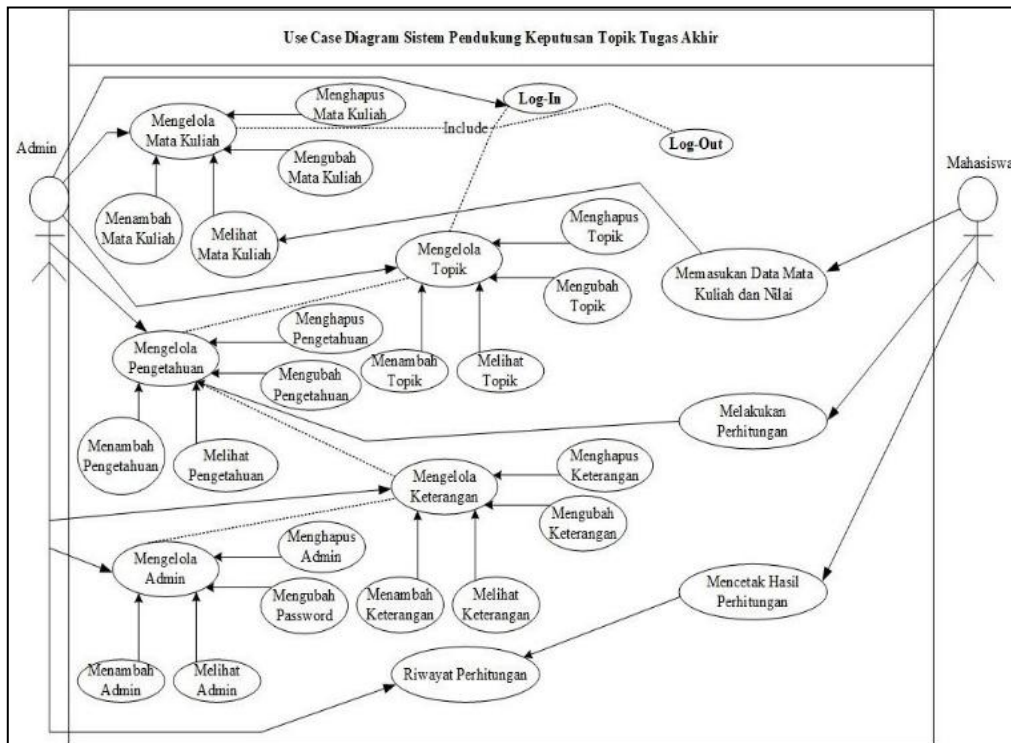 Use Case Diagram Sistem Pendukung Keputusan Topik Tugas Akhir
Admin
Mahasiswa
Menghapus
Mata Kuliah
Log-In
Mengelola
Mata Kuliah
Include
Log-Out
Mengubah
Mata Kuliah
Menambah
Mata Kuliah
Melihat
Mata Kuliah
Menghapus
Topik
Mengelola
Topik
Memasukan Data Mata
Kuliah dan Nilai
Mengubah
Topik
Menghapus
Pengetahuan
Mengelola
Pengetahuan
Menambah
Topik
Melihat
Topik
Mengubah
Pengetahuan
Melakukan
Perhitungan
Menambah
Pengetahuan
Melihat
Pengetahuan
Menghapus
Keterangan
Mengelola
Keterangan
Mengubah
Keterangan
Menghapus
Admin
Mengelola
Admin
Mengubah
Password
Menambah
Keterangan
Melihat
Keterangan
Mencetak Hasil
Perhitungan
Menambah
Admin
Melihat
Admin
Riwayat Perhitungan